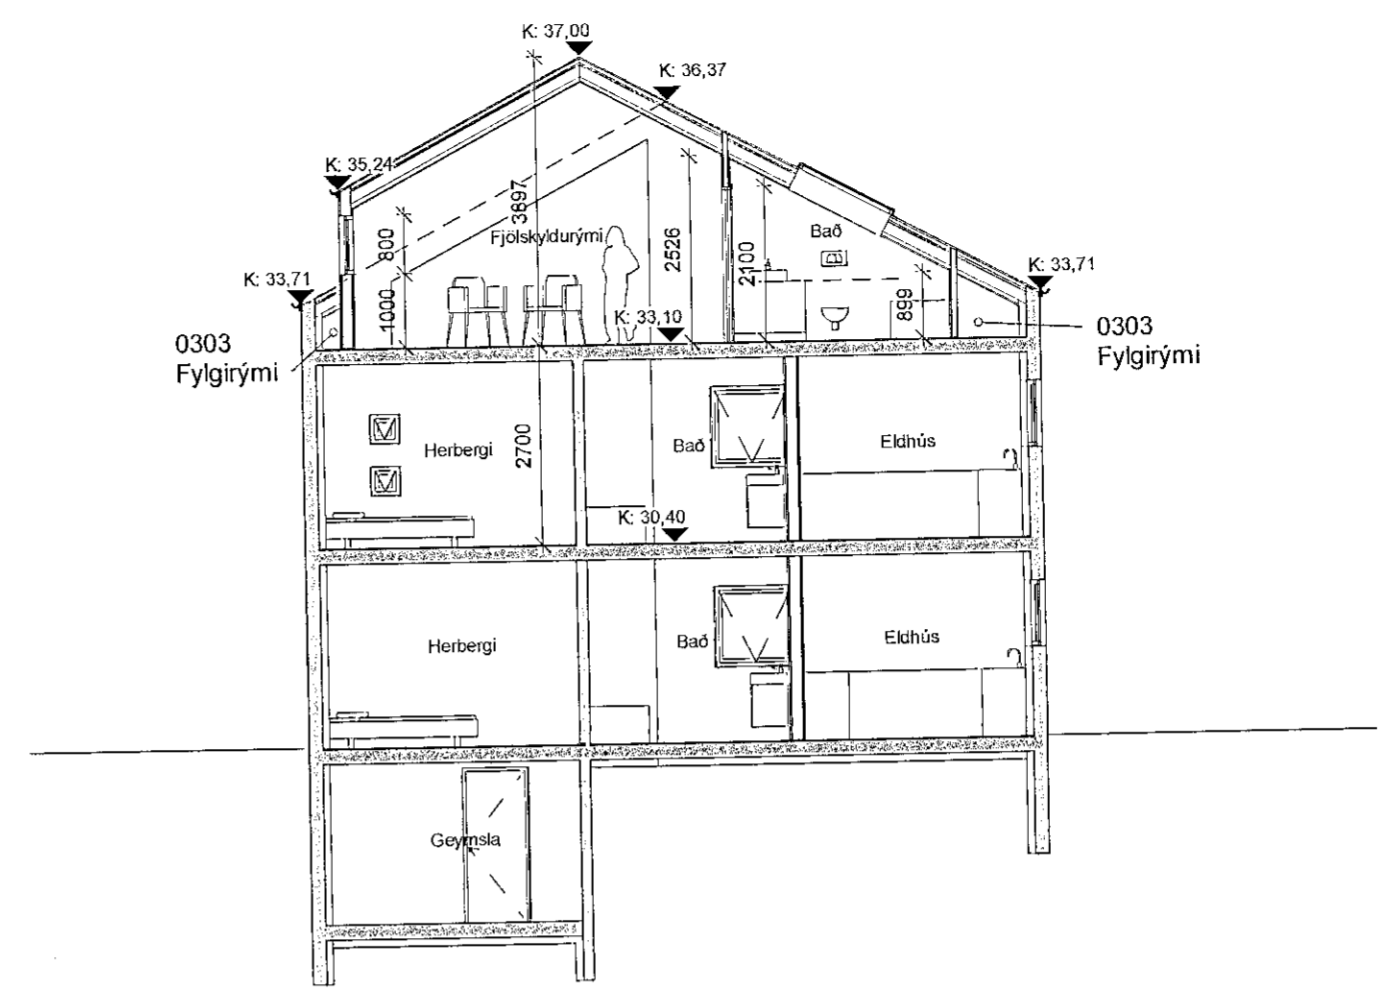 K: 37,00
K: 36,37
K: 35,24
3897
800
Fjölskyldurými
2526
Bað
2100
K: 33,71
K: 33,71
1000
899
K: 33,10
0303
Fylgirými
0303
Fylgirými
Herbergi
2700
Bað
Eldhús
K: 30,40
Herbergi
Bað
Eldhús
Geymsla